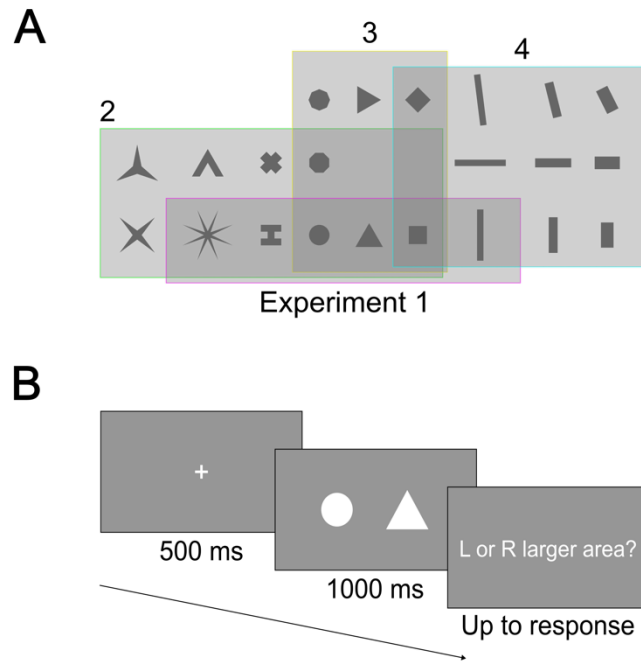 A
3
4
2
Experiment 1
B
500 ms
1000 ms
L or R larger area?
Up to response